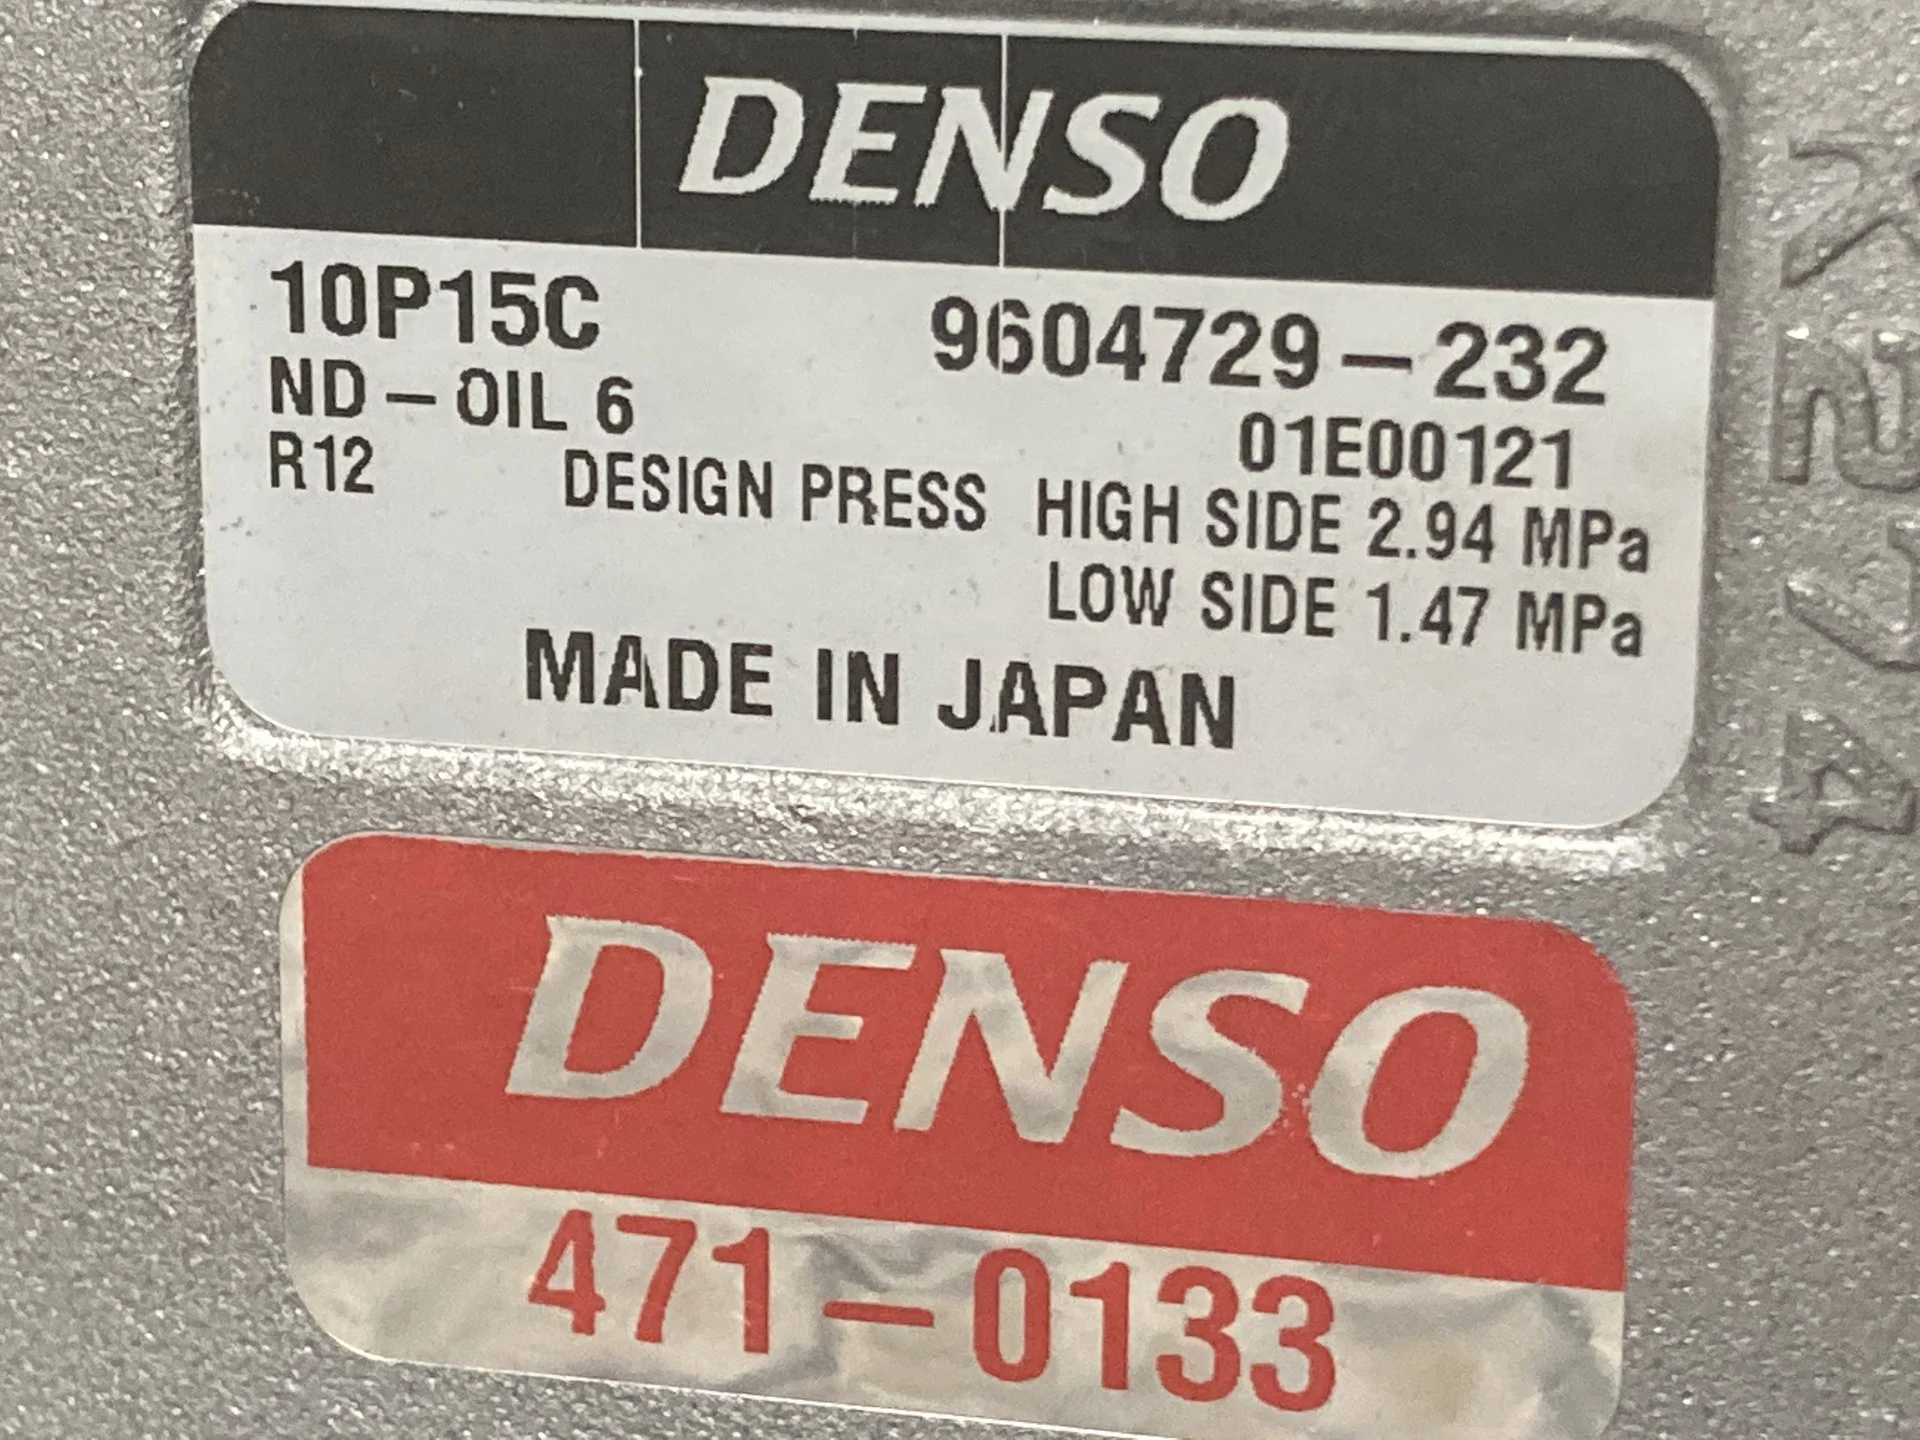 DENSO
10P15C 9604729-232
ND-OIL 6 01E00121
R12 DESIGN PRESS HIGH SIDE 2.94 MPa
LOW SIDE 1.47 MPa
MADE IN JAPAN
DENSO
471-0133